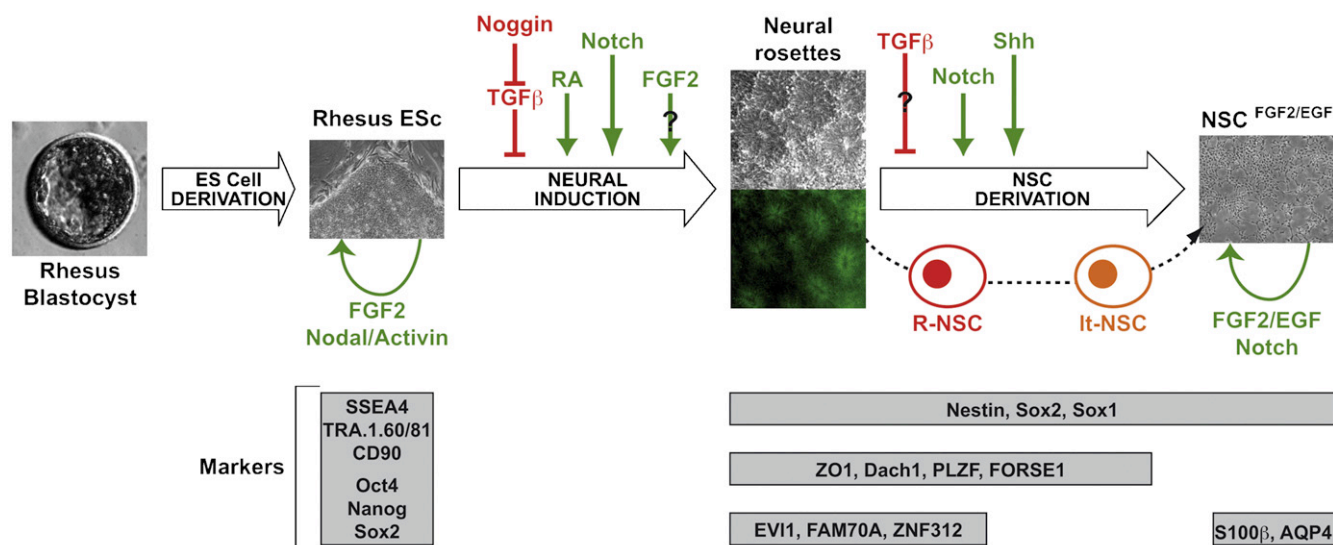 Noggin
TGFβ
RA
Notch
FGF2
?
Neural
rosettes
TGFβ
?
Notch
Shh
Rhesus ESc
NSC FGF2/EGF
ES Cell
DERIVATION
NEURAL
INDUCTION
NSC
DERIVATION
Rhesus
Blastocyst
FGF2
Nodal/Activin
R-NSC
It-NSC
FGF2/EGF
Notch
Markers
SSEA4
TRA.1.60/81
CD90
Oct4
Nanog
Sox2
Nestin, Sox2, Sox1
ZO1, Dach1, PLZF, FORSE1
EVI1, FAM70A, ZNF312
S100β, AQP4